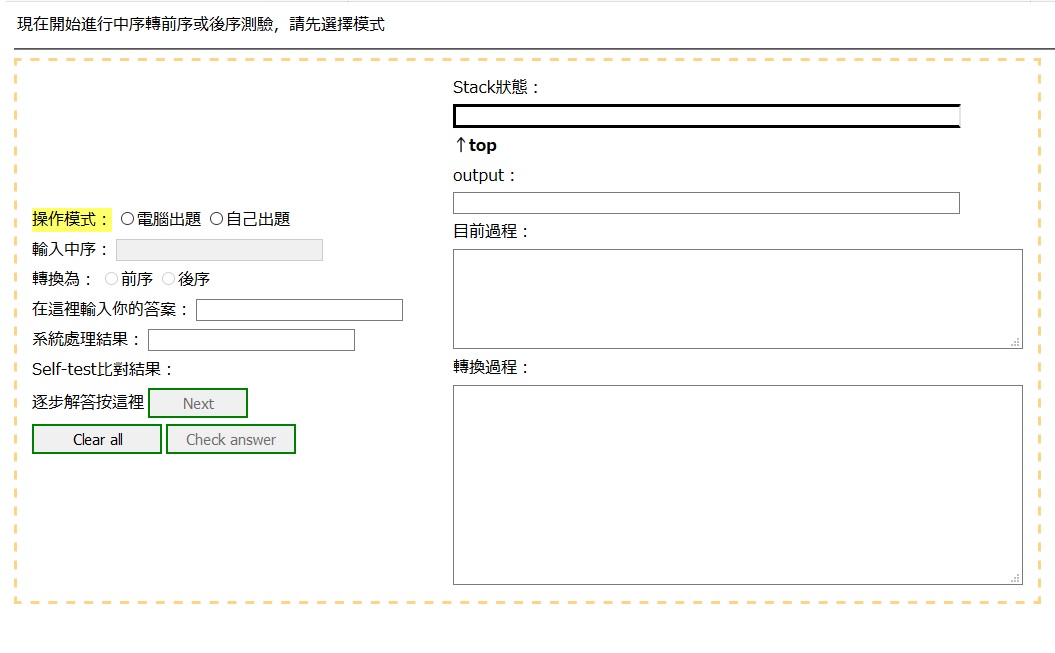 現在開始進行中序轉前序或後序測驗，請先選擇模式
操作模式： 電腦出題 自己出題
輸入中序：
轉換為： 前序 後序
在這裡輸入你的答案：
系統處理結果：
Self-test比對結果：
逐步解答按這裡 Next
Clear all Check answer
Stack狀態：
↑top
output：
目前過程：
轉換過程：